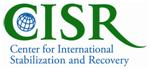 CISR
Center for International
Stabilization and Recovery